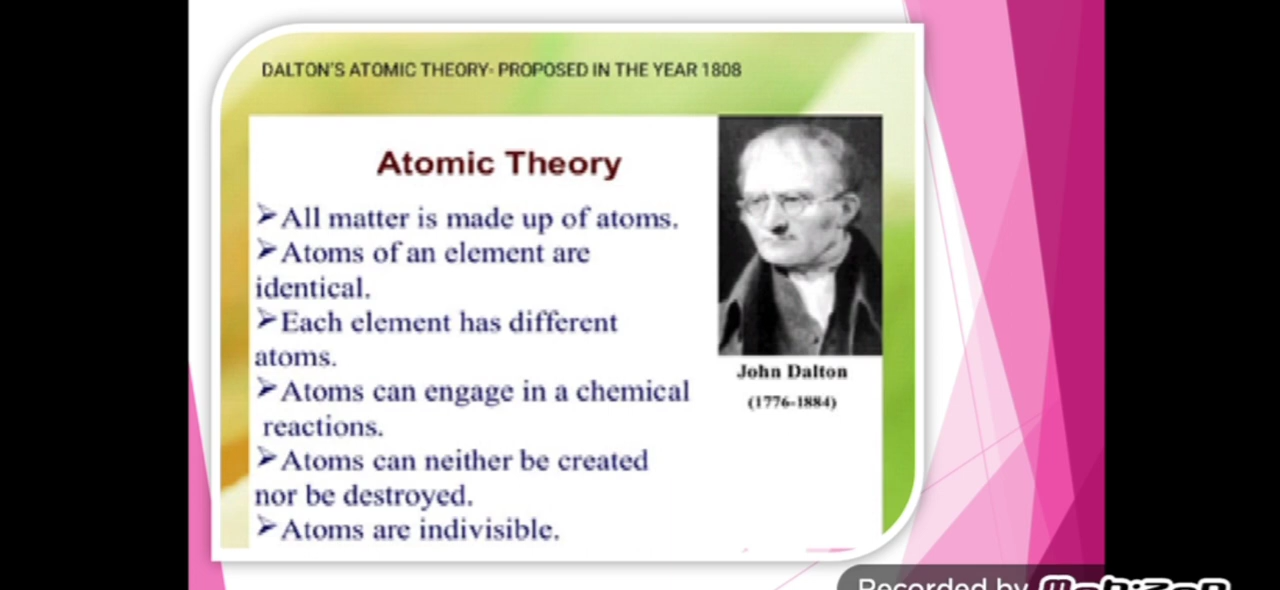 DALTON'S ATOMIC THEORY- PROPOSED IN THE YEAR 1808
Atomic Theory
➢All matter is made up of atoms.
➢Atoms of an element are
identical.
➢Each element has different
atoms.
➢Atoms can engage in a chemical
reactions.
➢Atoms can neither be created
nor be destroyed.
➢Atoms are indivisible.
John Dalton
(1776-1884)
Recorded by